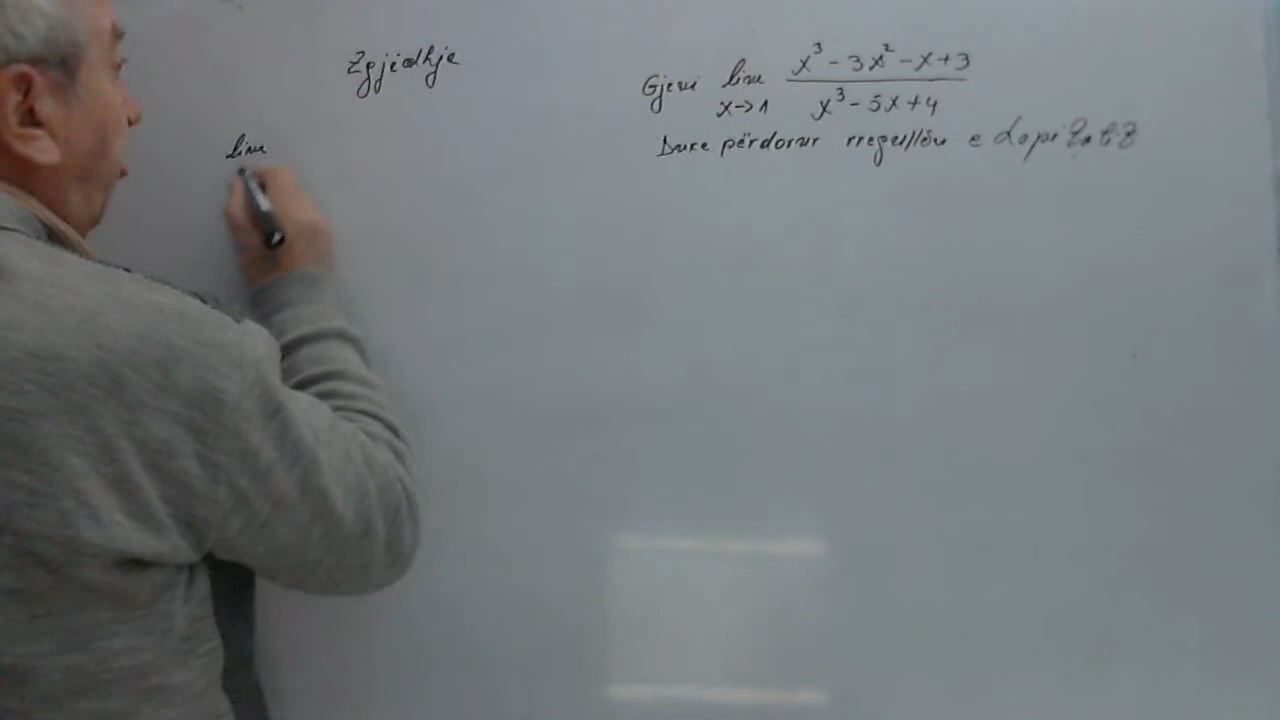 Zgjidhje
Gjeni lim x→1 (x³ - 3x² - x + 3) / (x³ - 5x + 4)
Duke përdorur rregullën e Lopitalit
lim